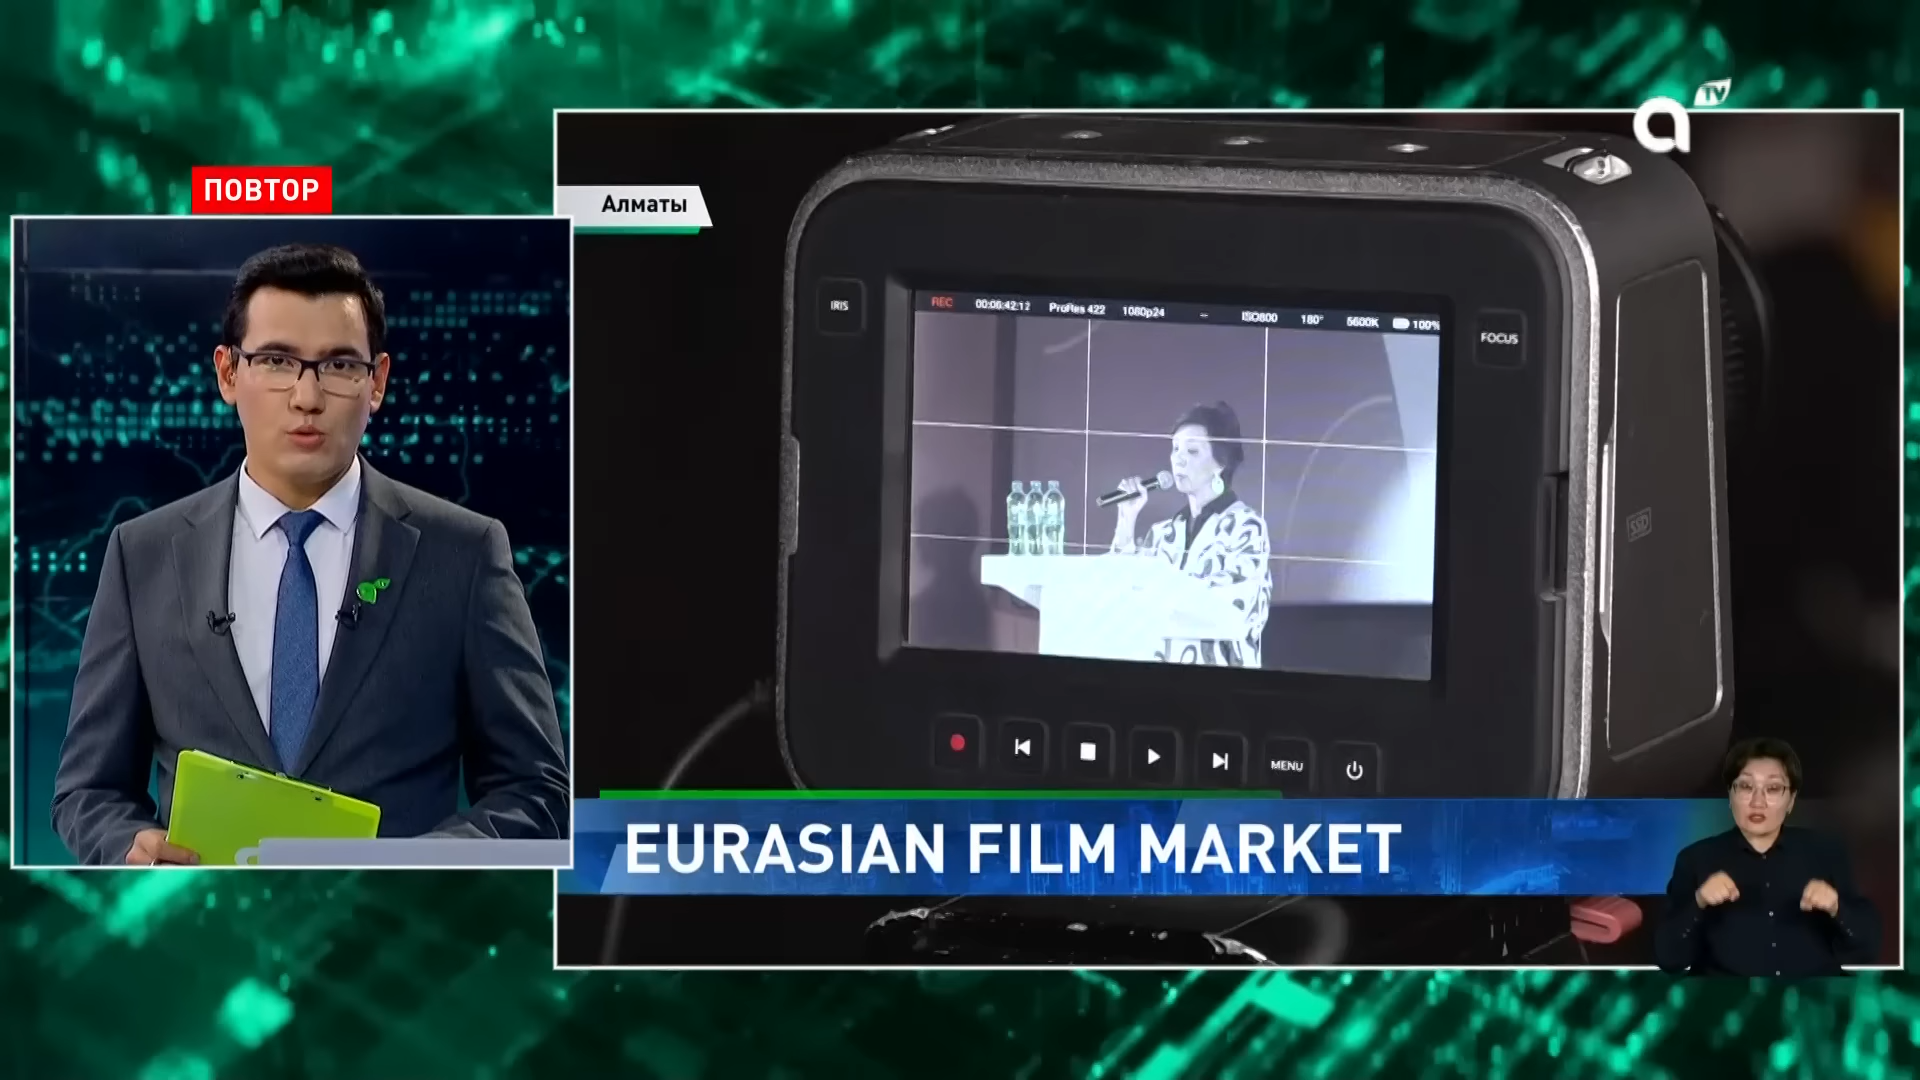 TV
ПОВТОР
Алматы
IRIS
REC 00:06:42:12 ProRes 422 1080p24 -- ISO800 180° 5600K 100%
FOCUS
SSD
MENU
EURASIAN FILM MARKET